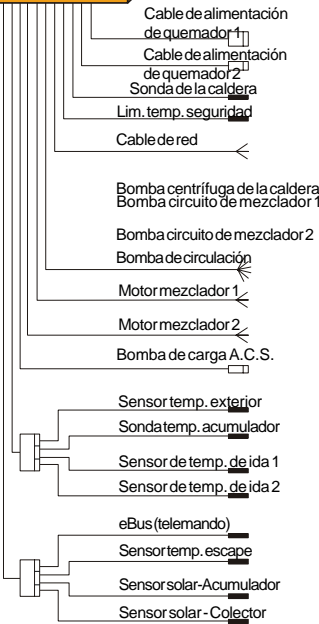 Cable de alimentación
de quemador 1
Cable de alimentación
de quemador 2
Sonda de la caldera
Lim. temp. seguridad
Cable de red
Bomba centrífuga de la caldera
Bomba circuito de mezclador 1
Bomba circuito de mezclador 2
Bomba de circulación
Motor mezclador 1
Motor mezclador 2
Bomba de carga A.C.S.
Sensor temp. exterior
Sonda temp. acumulador
Sensor de temp. de ida 1
Sensor de temp. de ida 2
eBus (telemando)
Sensor temp. escape
Sensor solar-Acumulador
Sensor solar - Colector